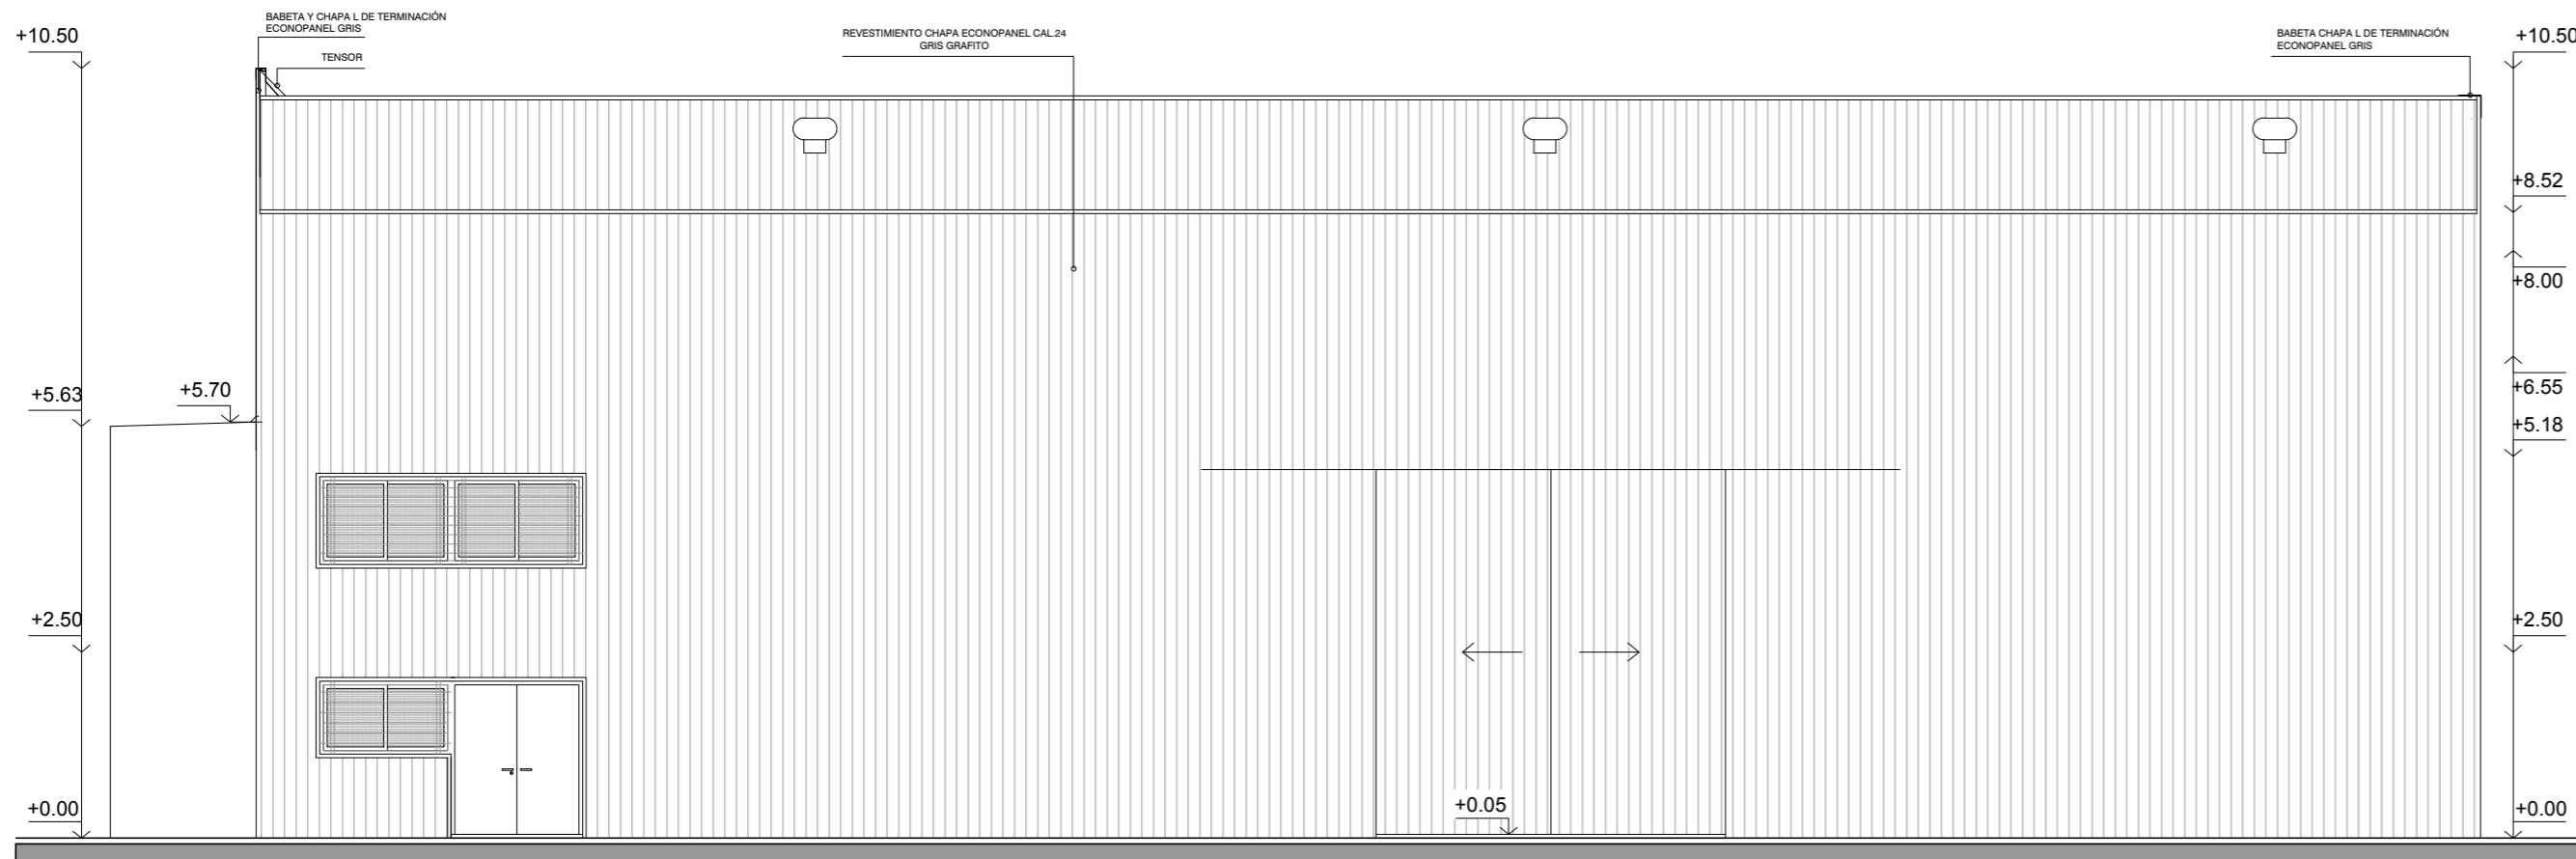 BABETA Y CHAPA L DE TERMINACIÓN
ECONOPANEL GRIS
TENSOR
REVESTIMIENTO CHAPA ECONOPANEL CAL.24
GRIS GRAFITO
BABETA CHAPA L DE TERMINACIÓN
ECONOPANEL GRIS
+10.50
+5.63
+5.70
+2.50
+0.00
+0.05
+10.50
+8.52
+8.00
+6.55
+5.18
+2.50
+0.00